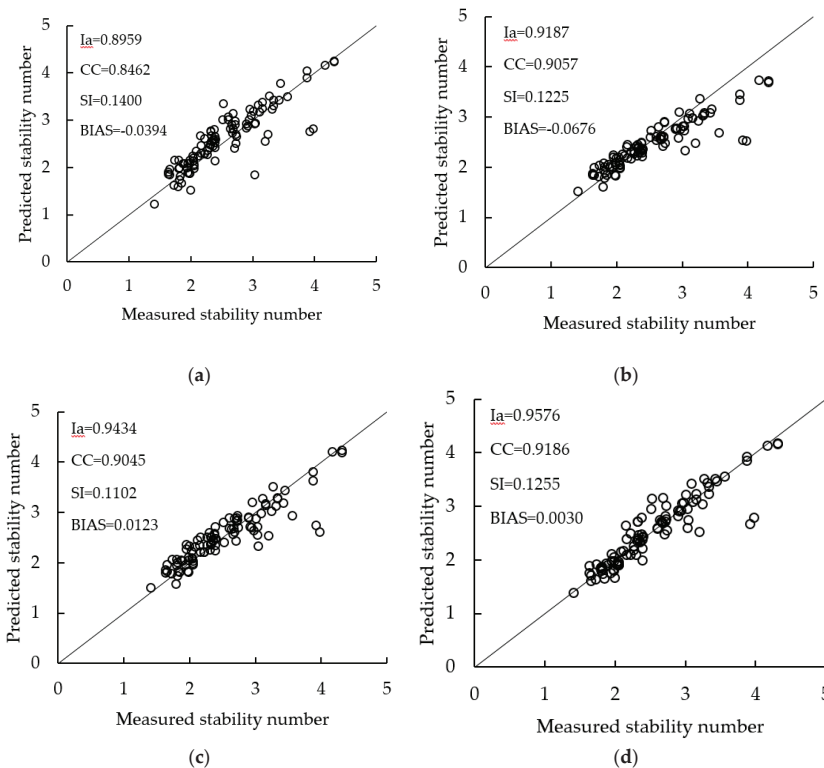 5
4
3
2
1
0
Predicted stability number
Ia=0.8959
CC=0.8462
SI=0.1400
BIAS=-0.0394
0 1 2 3 4 5
Measured stability number
(a)
5
4
3
2
1
0
Predicted stability number
Ia=0.9187
CC=0.9057
SI=0.1225
BIAS=-0.0676
0 1 2 3 4 5
Measured stability number
(b)
5
4
3
2
1
0
Predicted stability number
Ia=0.9434
CC=0.9045
SI=0.1102
BIAS=0.0123
0 1 2 3 4 5
Measured stability number
(c)
5
4
3
2
1
0
Predicted stability number
Ia=0.9576
CC=0.9186
SI=0.1255
BIAS=0.0030
0 1 2 3 4 5
Measured stability number
(d)